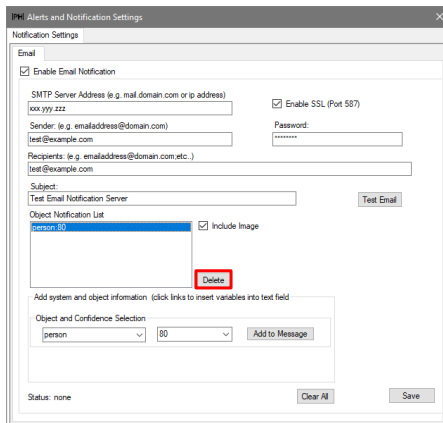 IPHI Alerts and Notification Settings
Notification Settings
Email
Enable Email Notification
SMTP Server Address (e.g. mail.domain.com or ip address)
xxx.yyy.zzz
Enable SSL (Port 587)
Sender: (e.g. emailaddress@domain.com)
Password:
test@example.com
********
Recipients: (e.g. emailaddress@domain.com;etc..)
test@example.com
Subject:
Test Email Notification Server
Test Email
Object Notification List
person:80
Include Image
Delete
Add system and object information (click links to insert variables into text field
Object and Confidence Selection
person
80
Add to Message
Status: none
Clear All
Save